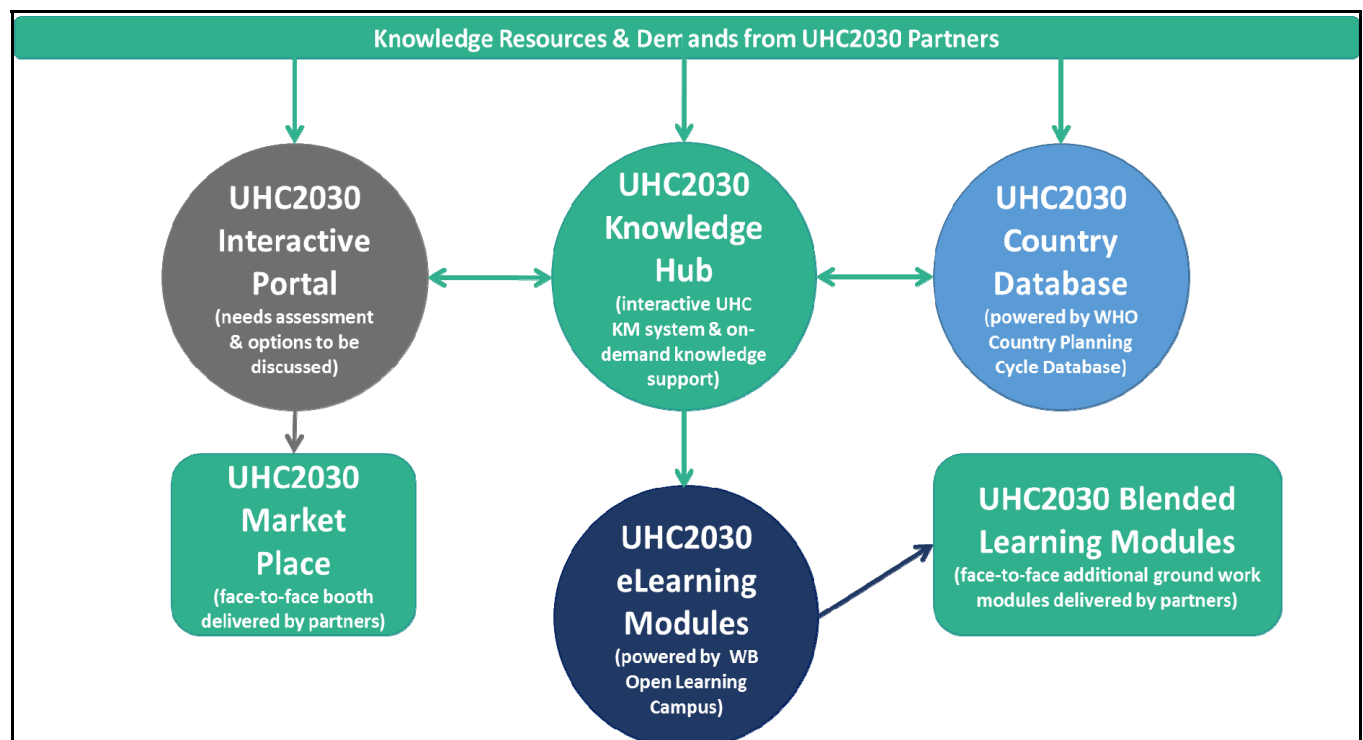 Knowledge Resources & Demands from UHC2030 Partners
UHC2030
Interactive
Portal
(needs assessment
& options to be
discussed)
UHC2030
Knowledge
Hub
(interactive UHC
KM system & on-
demand knowledge
support)
UHC2030
Country
Database
(powered by WHO
Country Planning
Cycle Database)
UHC2030
Market
Place
(face-to-face booth
delivered by partners)
UHC2030
eLearning
Modules
(powered by WB
Open Learning
Campus)
UHC2030 Blended
Learning Modules
(face-to-face additional ground work
modules delivered by partners)